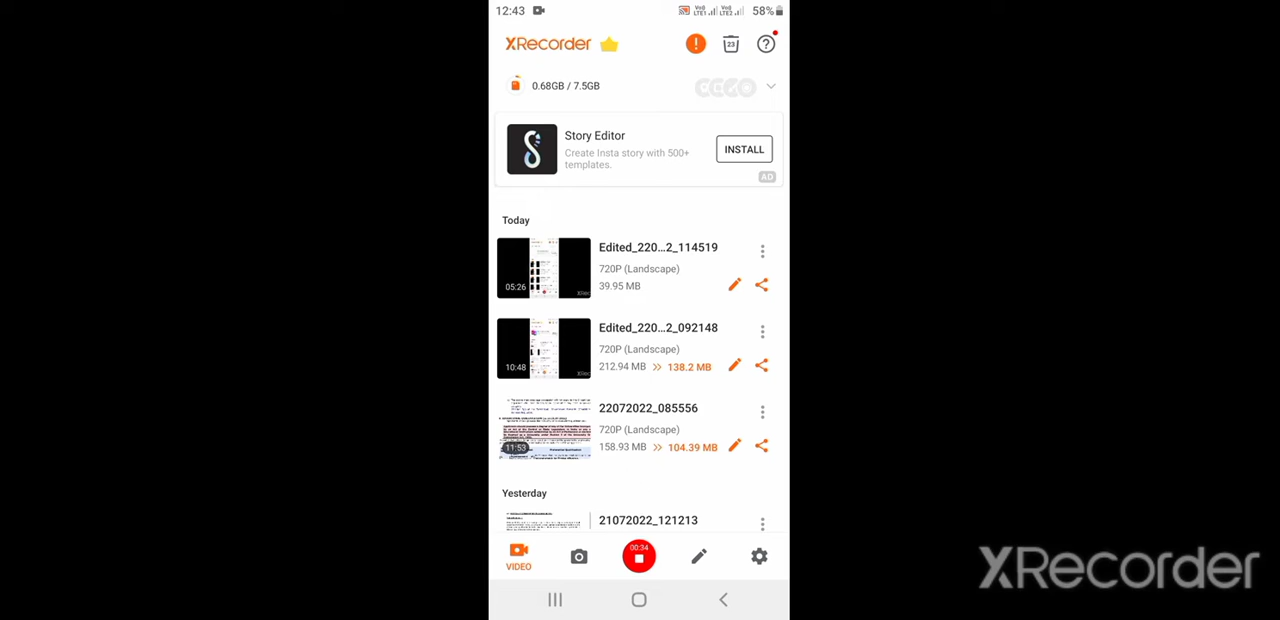 12:43 58%
XRecorder ! 23 ?
0.68GB / 7.5GB
Story Editor
Create Insta story with 500+
templates.
INSTALL
AD
Today
Edited_220...2_114519
720P (Landscape)
39.95 MB
05:26
Edited_220...2_092148
720P (Landscape)
212.94 MB >> 138.2 MB
10:48
22072022_085556
720P (Landscape)
158.93 MB >> 104.39 MB
11:53
Yesterday
21072022_121213
00:34
VIDEO
XRecorder